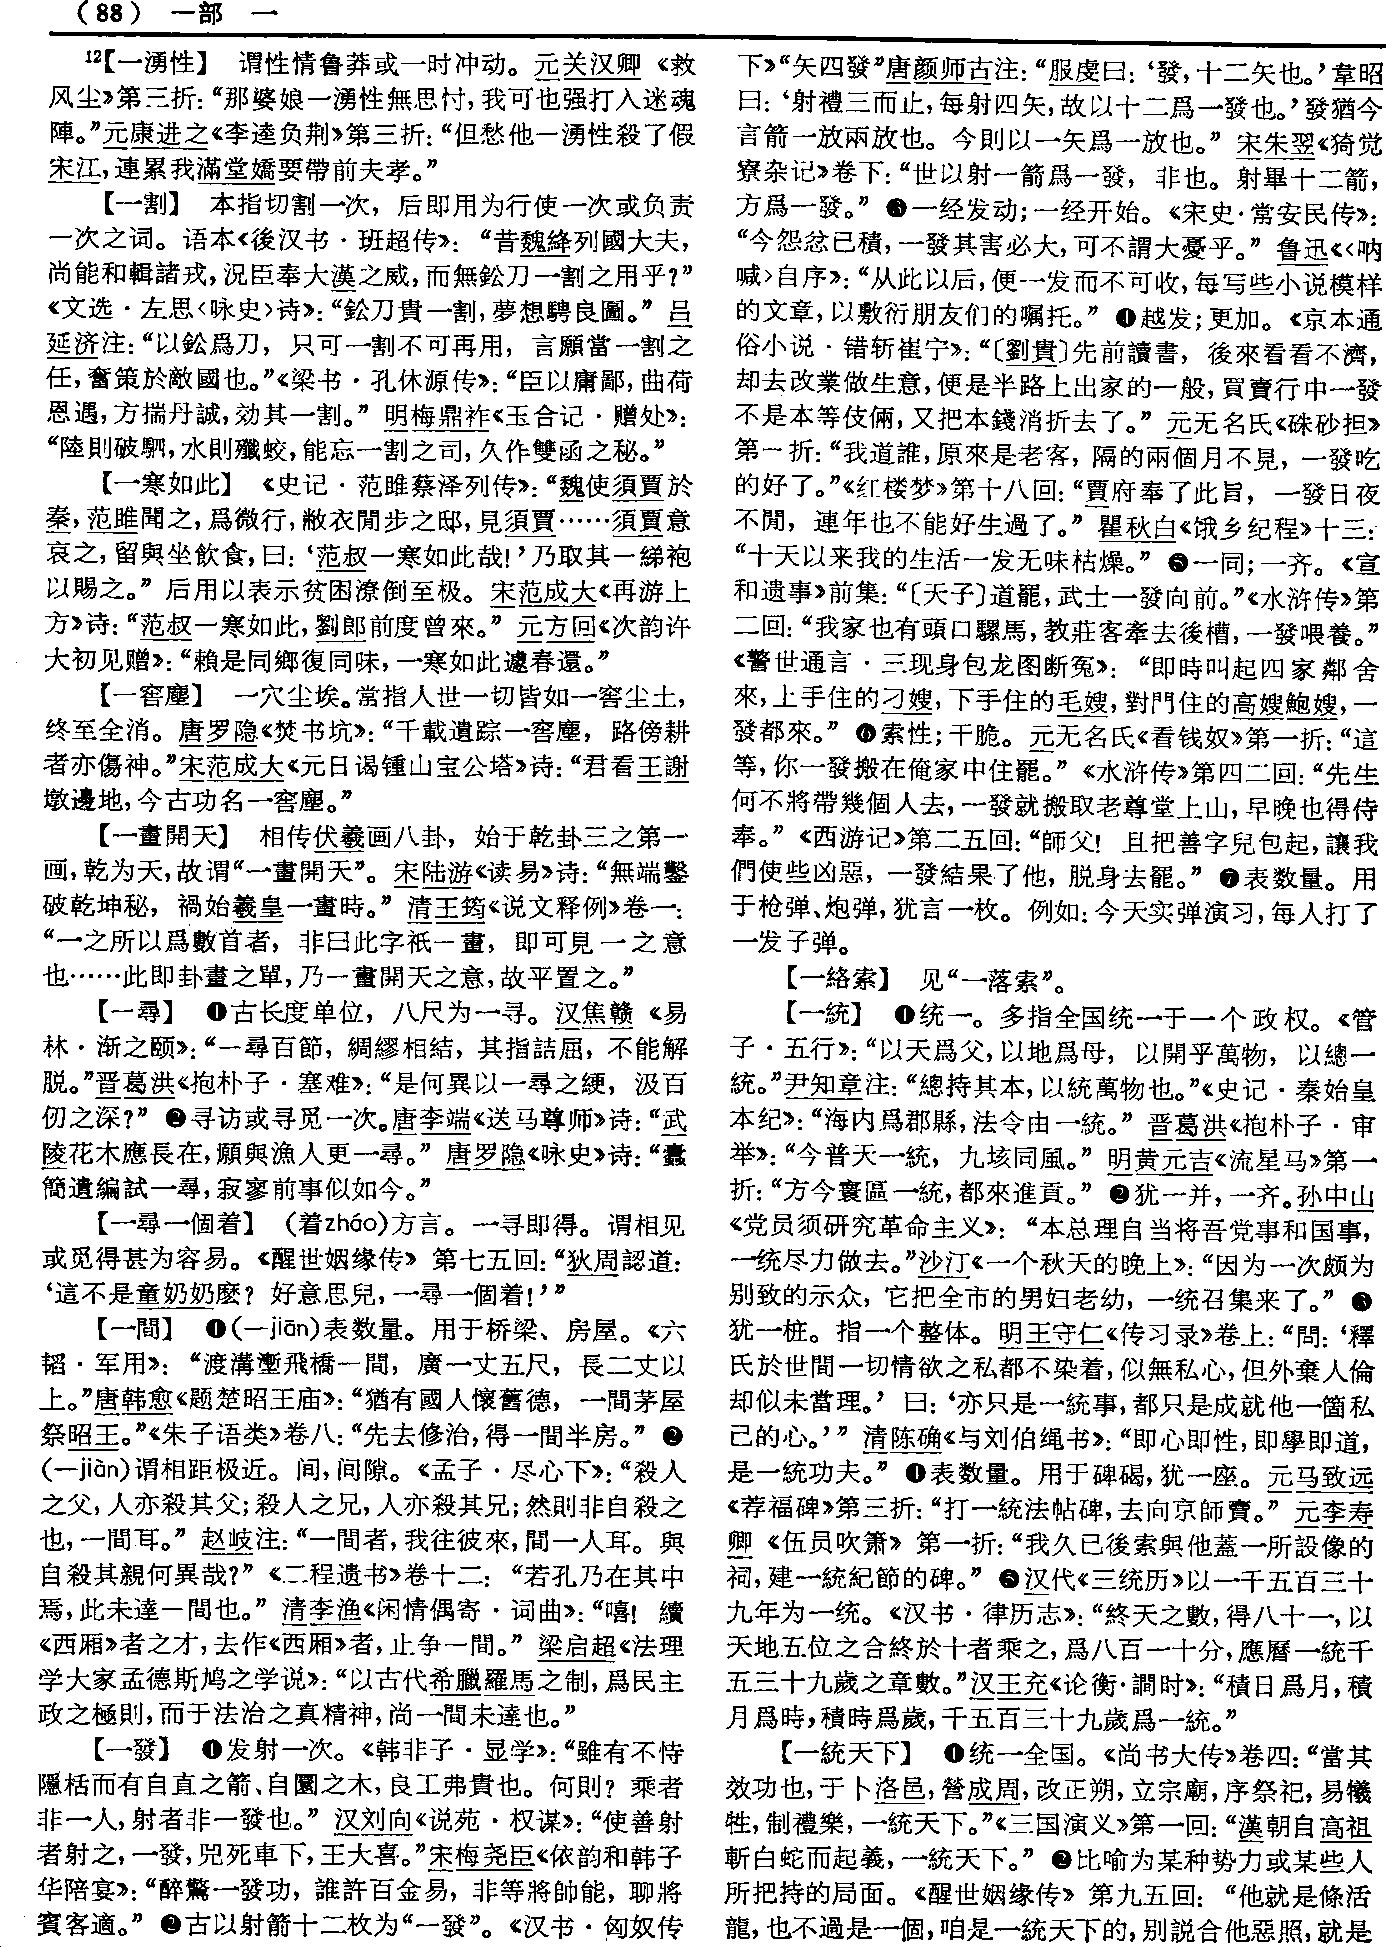 （88） 一部 一
12【一湧性】 谓性情鲁莽或一时冲动。元关汉卿《救
风尘》第三折：“那婆娘一湧性無思忖，我可也强打入迷魂
陣。”元康进之《李逵负荆》第三折：“但愁他一湧性殺了假
宋江，連累我滿堂嬌要帶前夫孝。”
【一割】 本指切割一次，后即用为行使一次或负责
一次之词。语本《後汉书·班超传》：“昔魏絳列國大夫，
尚能和輯諸戎，況臣奉大漢之威，而無鈆刀一割之用乎？”
《文选·左思〈咏史〉诗》：“鈆刀貴一割，夢想騁良圖。”吕
延济注：“以鈆爲刀，只可一割不可再用，言願當一割之
任，奮策於敵國也。”《梁书·孔休源传》：“臣以庸鄙，曲荷
恩遇，方揣丹誠，効其一割。”明梅鼎祚《玉合记·赠处》：
“陸則破駟，水則殲蛟，能忘一割之司，久作雙函之秘。”
【一寒如此】 《史记·范雎蔡泽列传》：“魏使須賈於
秦，范雎聞之，爲微行，敝衣閒步之邸，見須賈……須賈意
哀之，留與坐飲食，曰：‘范叔一寒如此哉！’乃取其一綈袍
以賜之。”后用以表示贫困潦倒至极。宋范成大《再游上
方》诗：“范叔一寒如此，劉郎前度曾來。”元方回《次韵许
大初见赠》：“賴是同鄉復同味，一寒如此遽春還。”
【一窖塵】 一穴尘埃。常指人世一切皆如一窖尘土，
终至全消。唐罗隐《焚书坑》：“千載遺踪一窖塵，路傍耕
者亦傷神。”宋范成大《元日谒锺山宝公塔》诗：“君看王謝
墩邊地，今古功名一窖塵。”
【一畫開天】 相传伏羲画八卦，始于乾卦三之第一
画，乾为天，故谓“一畫開天”。宋陆游《读易》诗：“無端鑿
破乾坤秘，禍始羲皇一畫時。”清王筠《说文释例》卷一：
“一之所以爲數首者，非曰此字祇一畫，即可見一之意
也……此即卦畫之單，乃一畫開天之意，故平置之。”
【一尋】 ❶古长度单位，八尺为一寻。汉焦赣《易
林·渐之颐》：“一尋百節，綢繆相結，其指詰屈，不能解
脱。”晋葛洪《抱朴子·塞难》：“是何異以一尋之綆，汲百
仞之深？”❷寻访或寻觅一次。唐李端《送马尊师》诗：“武
陵花木應長在，願與漁人更一尋。”唐罗隐《咏史》诗：“蠹
簡遺編試一尋，寂寥前事似如今。”
【一尋一個着】 （着zháo）方言。一寻即得。谓相见
或觅得甚为容易。《醒世姻缘传》第七五回：“狄周認道：
‘這不是童奶奶麽？好意思兒，一尋一個着！’”
【一間】 ❶（一jiān）表数量。用于桥梁、房屋。《六
韬·军用》：“渡溝塹飛橋一間，廣一丈五尺，長二丈以
上。”唐韩愈《题楚昭王庙》：“猶有國人懷舊德，一間茅屋
祭昭王。”《朱子语类》卷八：“先去修治，得一間半房。”❷
（一jiàn）谓相距极近。间，间隙。《孟子·尽心下》：“殺人
之父，人亦殺其父；殺人之兄，人亦殺其兄；然則非自殺之
也，一間耳。”赵岐注：“一間者，我往彼來，間一人耳。與
自殺其親何異哉？”《二程遗书》卷十二：“若孔乃在其中
焉，此未達一間也。”清李渔《闲情偶寄·词曲》：“嘻！續
《西厢》者之才，去作《西厢》者，止争一間。”梁启超《法理
学大家孟德斯鸠之学说》：“以古代希臘羅馬之制，爲民主
政之極則，而于法治之真精神，尚一間未達也。”
【一發】 ❶发射一次。《韩非子·显学》：“雖有不恃
隱栝而有自直之箭、自圜之木，良工弗貴也。何則？乘者
非一人，射者非一發也。”汉刘向《说苑·权谋》：“使善射
者射之，一發，兕死車下，王大喜。”宋梅尧臣《依韵和韩子
华陪宴》：“醉驚一發功，誰許百金易，非等將帥能，聊將
賓客適。”❷古以射箭十二枚为“一發”。《汉书·匈奴传
下》“矢四發”唐颜师古注：“服虔曰：‘發，十二矢也。’韋昭
曰：‘射禮三而止，每射四矢，故以十二爲一發也。’發猶今
言箭一放兩放也。今則以一矢爲一放也。”宋朱翌《猗觉
寮杂记》卷下：“世以射一箭爲一發，非也。射畢十二箭，
方爲一發。”❸一经发动；一经开始。《宋史·常安民传》：
“今怨忿已積，一發其害必大，可不謂大憂乎。”鲁迅《〈呐
喊〉自序》：“从此以后，便一发而不可收，每写些小说模样
的文章，以敷衍朋友们的嘱托。”❹越发；更加。《京本通
俗小说·错斩崔宁》：“〔劉貴〕先前讀書，後來看看不濟，
却去改業做生意，便是半路上出家的一般，買賣行中一發
不是本等伎倆，又把本錢消折去了。”元无名氏《硃砂担》
第一折：“我道誰，原來是老客，隔的兩個月不見，一發吃
的好了。”《红楼梦》第十八回：“賈府奉了此旨，一發日夜
不閒，連年也不能好生過了。”瞿秋白《饿乡纪程》十三：
“十天以来我的生活一发无味枯燥。”❺一同；一齐。《宣
和遗事》前集：“〔天子〕道罷，武士一發向前。”《水浒传》第
二回：“我家也有頭口騾馬，教莊客牽去後槽，一發喂養。”
《警世通言·三现身包龙图断冤》：“即時叫起四家鄰舍
來，上手住的刁嫂，下手住的毛嫂，對門住的高嫂鮑嫂，一
發都來。”❻索性；干脆。元无名氏《看钱奴》第一折：“這
等，你一發搬在俺家中住罷。”《水浒传》第四二回：“先生
何不將帶幾個人去，一發就搬取老尊堂上山，早晚也得侍
奉。”《西游记》第二五回：“師父！且把善字兒包起，讓我
們使些凶惡，一發結果了他，脱身去罷。”❼表数量。用
于枪弹、炮弹，犹言一枚。例如：今天实弹演习，每人打了
一发子弹。
【一絡索】 见“一落索”。
【一統】 ❶统一。多指全国统一于一个政权。《管
子·五行》：“以天爲父，以地爲母，以開乎萬物，以總一
統。”尹知章注：“總持其本，以統萬物也。”《史记·秦始皇
本纪》：“海内爲郡縣，法令由一統。”晋葛洪《抱朴子·审
举》：“今普天一統，九垓同風。”明黄元吉《流星马》第一
折：“方今寰區一統，都來進貢。”❷犹一并，一齐。孙中山
《党员须研究革命主义》：“本总理自当将吾党事和国事，
一统尽力做去。”沙汀《一个秋天的晚上》：“因为一次颇为
别致的示众，它把全市的男妇老幼，一统召集来了。”❸
犹一桩。指一个整体。明王守仁《传习录》卷上：“問：‘釋
氏於世間一切情欲之私都不染着，似無私心，但外棄人倫
却似未當理。’曰：‘亦只是一統事，都只是成就他一箇私
己的心。’”清陈确《与刘伯绳书》：“即心即性，即學即道，
是一統功夫。”❹表数量。用于碑碣，犹一座。元马致远
《荐福碑》第三折：“打一統法帖碑，去向京師賣。”元李寿
卿《伍员吹箫》第一折：“我久已後索與他蓋一所設像的
祠，建一統紀節的碑。”❺汉代《三统历》以一千五百三十
九年为一统。《汉书·律历志》：“終天之數，得八十一，以
天地五位之合終於十者乘之，爲八百一十分，應曆一統千
五三十九歲之章數。”汉王充《论衡·讇时》：“積日爲月，積
月爲時，積時爲歲，千五百三十九歲爲一統。”
【一統天下】 ❶统一全国。《尚书大传》卷四：“當其
效功也，于卜洛邑，營成周，改正朔，立宗廟，序祭祀，易犧
牲，制禮樂，一統天下。”《三国演义》第一回：“漢朝自高祖
斬白蛇而起義，一統天下。”❷比喻为某种势力或某些人
所把持的局面。《醒世姻缘传》第九五回：“他就是條活
龍，也不過是一個，咱是一統天下的，别説合他惡照，就是